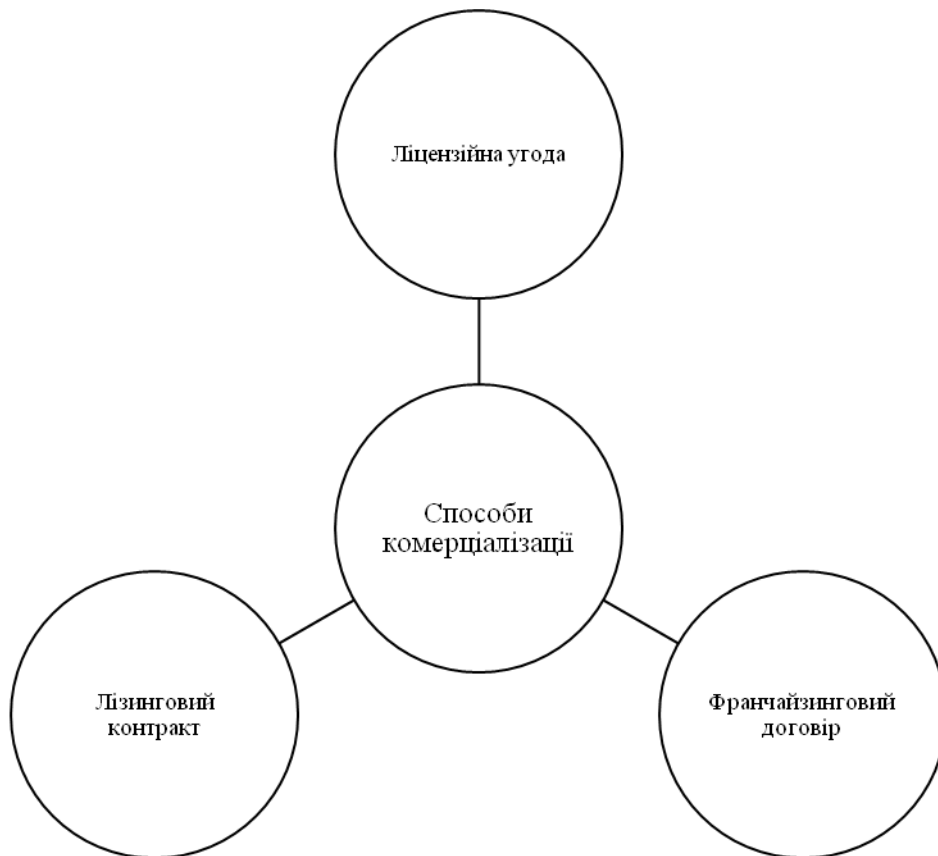 Ліцензійна угода
Способи
комерціалізації
Лізинговий
контракт
Франчайзинговий
договір